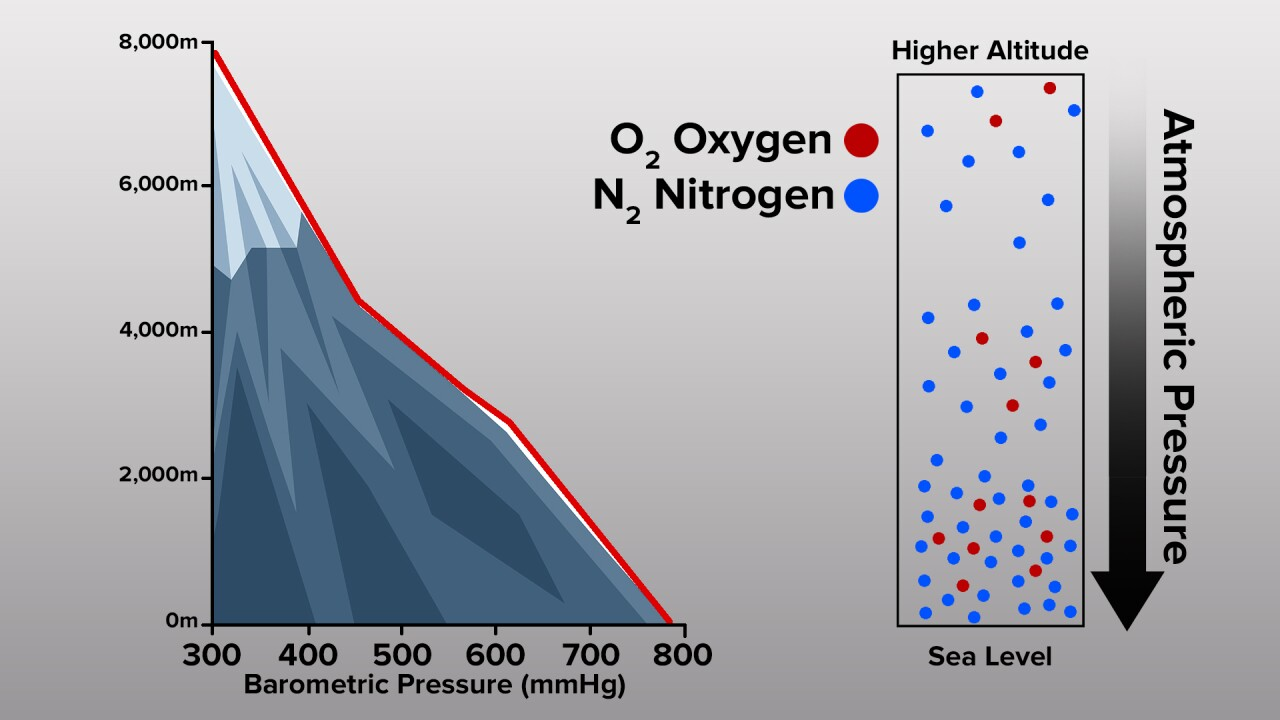 8,000m
6,000m
4,000m
2,000m
0m
300 400 500 600 700 800
Barometric Pressure (mmHg)
O₂ Oxygen
N₂ Nitrogen
Higher Altitude
Sea Level
Atmospheric Pressure